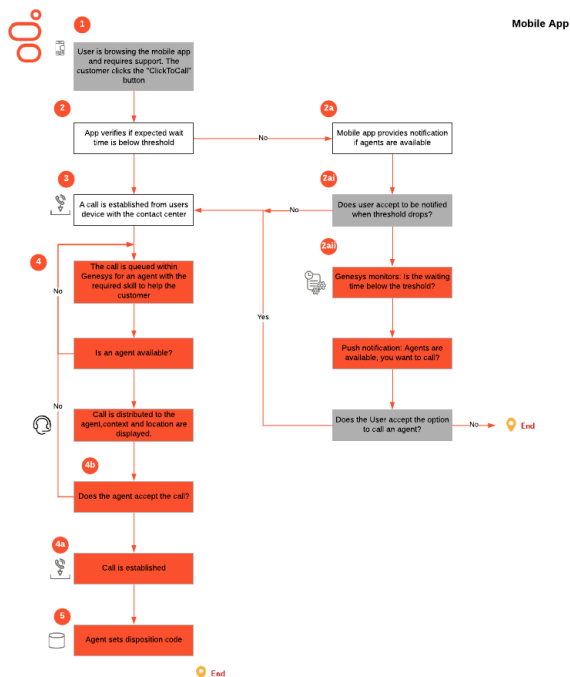 Mobile App
1
User is browsing the mobile app
and requires support. The
customer clicks the "ClickToCall"
button
2
App verifies if expected wait
time is below threshold
No
2a
Mobile app provides notification
if agents are available
3
A call is established from users
device with the contact center
2ai
Does user accept to be notified
when threshold drops?
No
4
The call is queued within
Genesys for an agent with the
required skill to help the
customer
No
2aii
Genesys monitors: Is the waiting
time below the treshold?
Yes
Is an agent available?
Push notification: Agents are
available, you want to call?
No
Call is distributed to the
agent,context and location are
displayed.
Does the User accept the option
to call an agent?
No
End
4b
Does the agent accept the call?
4a
Call is established
5
Agent sets disposition code
End